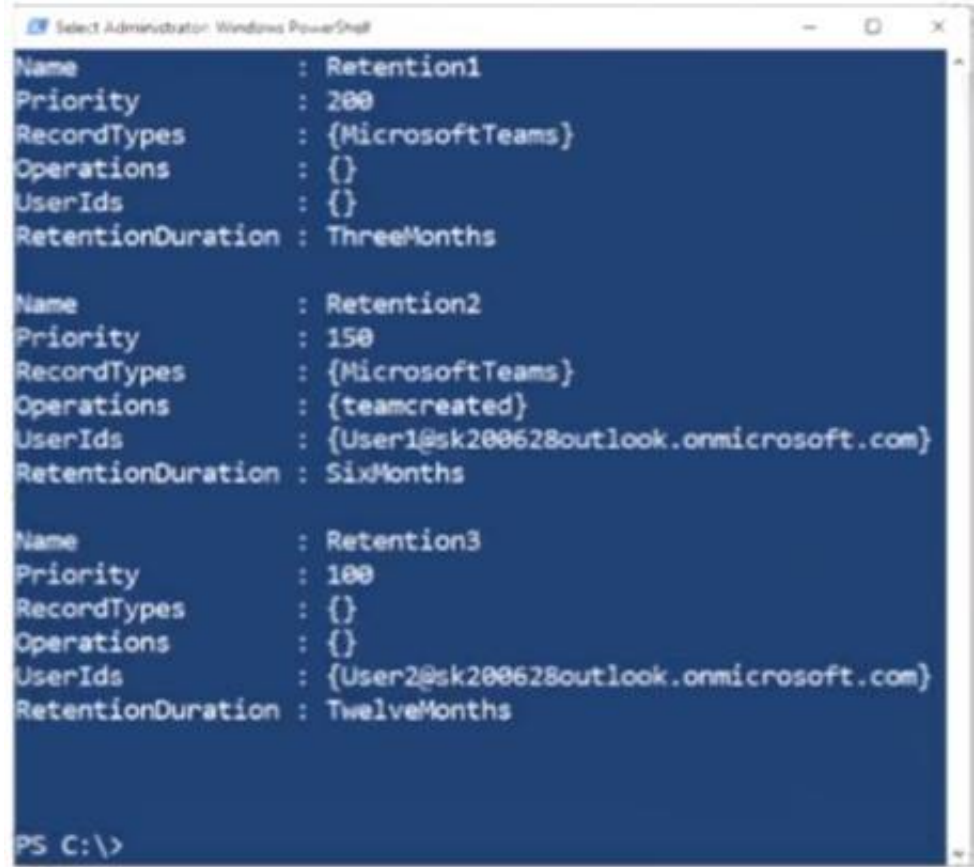 Select Administrator: Windows PowerShell
Name : Retention1
Priority : 200
RecordTypes : {MicrosoftTeams}
Operations : {}
UserIds : {}
RetentionDuration : ThreeMonths
Name : Retention2
Priority : 150
RecordTypes : {MicrosoftTeams}
Operations : {teamcreated}
UserIds : {User1@sk200628outlook.onmicrosoft.com}
RetentionDuration : SixMonths
Name : Retention3
Priority : 100
RecordTypes : {}
Operations : {}
UserIds : {User2@sk200628outlook.onmicrosoft.com}
RetentionDuration : TwelveMonths
PS C:\>